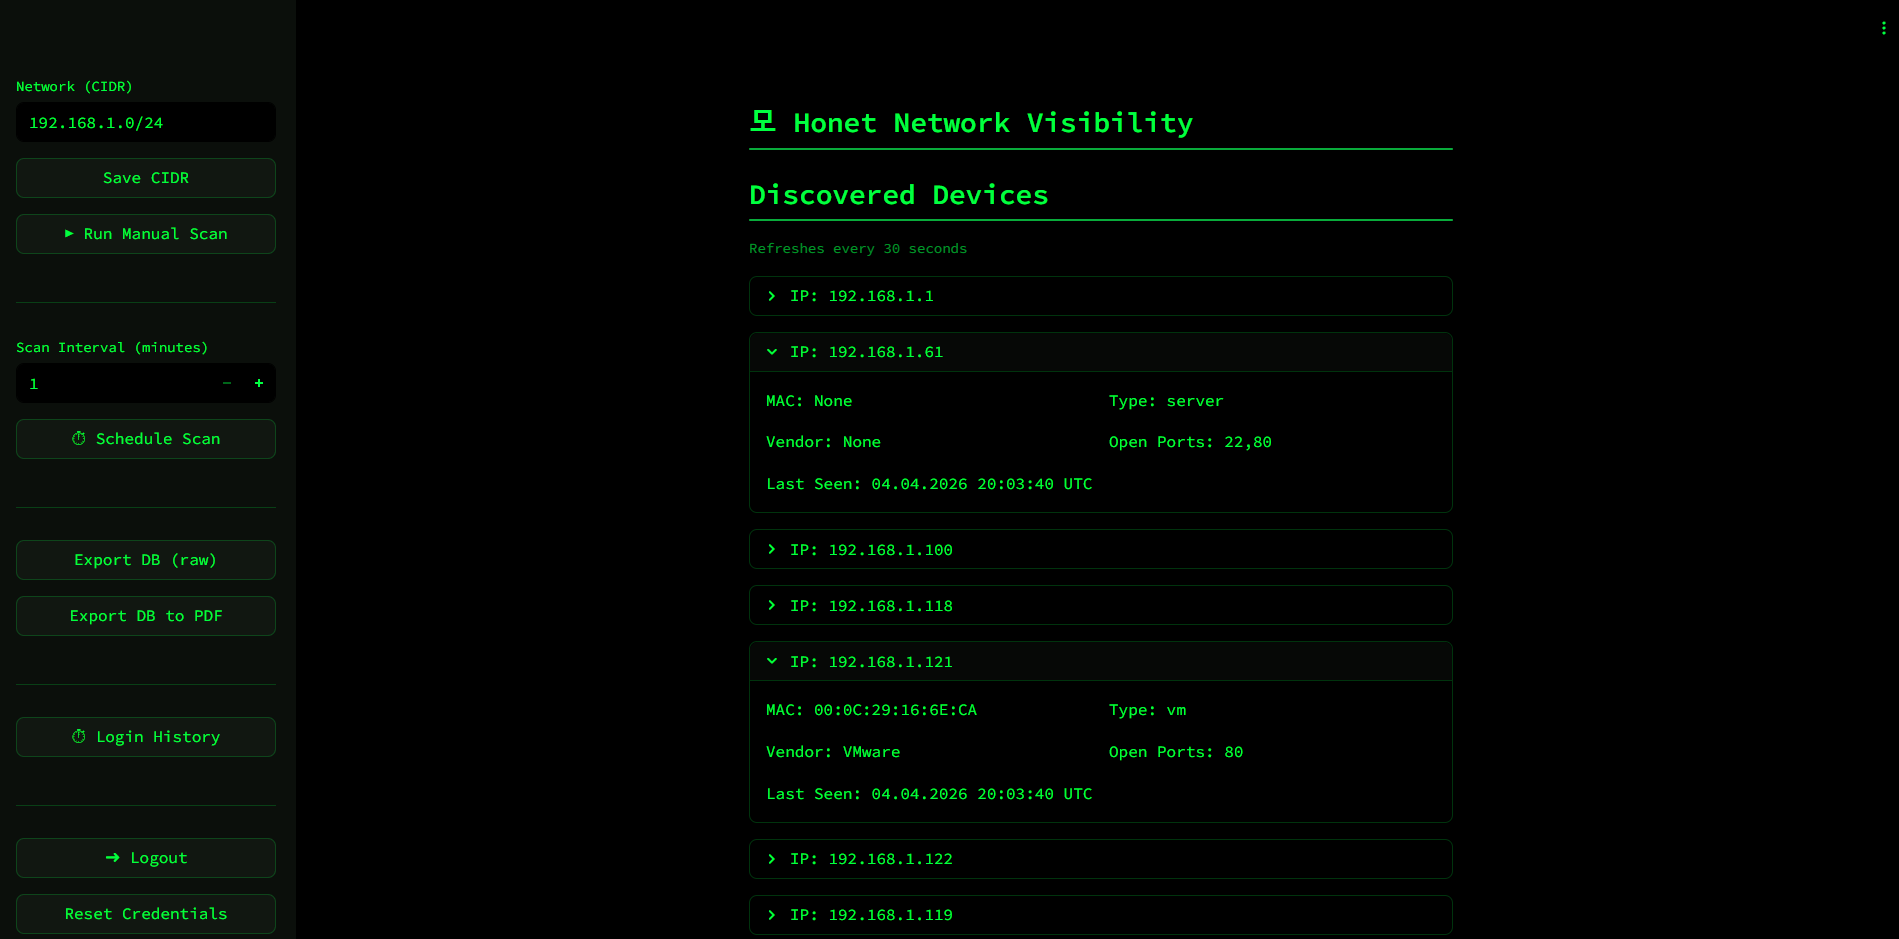 Network (CIDR)
192.168.1.0/24
Save CIDR
▶ Run Manual Scan
Scan Interval (minutes)
1 − +
⏱ Schedule Scan
Export DB (raw)
Export DB to PDF
⏱ Login History
➜ Logout
Reset Credentials
모 Honet Network Visibility
Discovered Devices
Refreshes every 30 seconds
IP: 192.168.1.1
IP: 192.168.1.61
MAC: None Type: server
Vendor: None Open Ports: 22,80
Last Seen: 04.04.2026 20:03:40 UTC
IP: 192.168.1.100
IP: 192.168.1.118
IP: 192.168.1.121
MAC: 00:0C:29:16:6E:CA Type: vm
Vendor: VMware Open Ports: 80
Last Seen: 04.04.2026 20:03:40 UTC
IP: 192.168.1.122
IP: 192.168.1.119